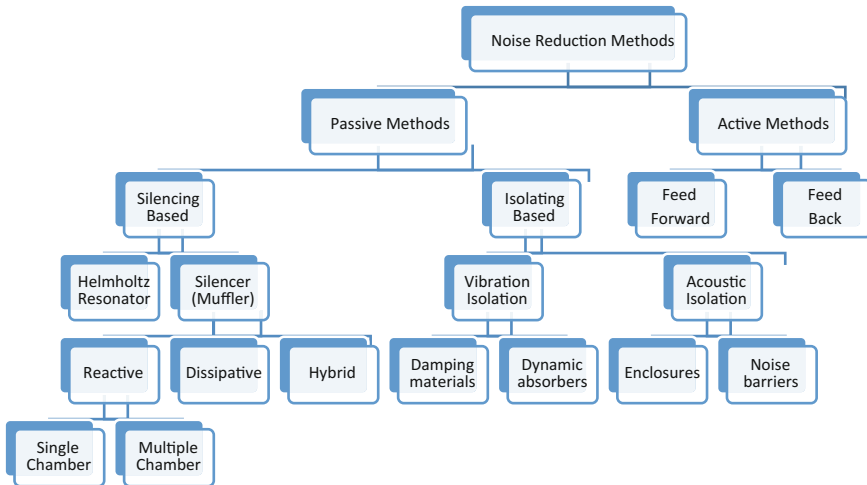 Noise Reduction Methods
Passive Methods
Active Methods
Silencing
Based
Isolating
Based
Feed
Forward
Feed
Back
Helmholtz
Resonator
Silencer
(Muffler)
Vibration
Isolation
Acoustic
Isolation
Reactive
Dissipative
Hybrid
Damping
materials
Dynamic
absorbers
Enclosures
Noise
barriers
Single
Chamber
Multiple
Chamber